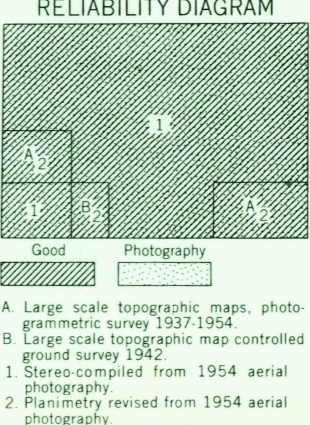 RELIABILITY DIAGRAM
1
A/2
1
B/2
A/2
Good Photography
A. Large scale topographic maps, photo-
grammetric survey 1937-1954.
B. Large scale topographic map controlled
ground survey 1942.
1. Stereo-compiled from 1954 aerial
photography.
2. Planimetry revised from 1954 aerial
photography.